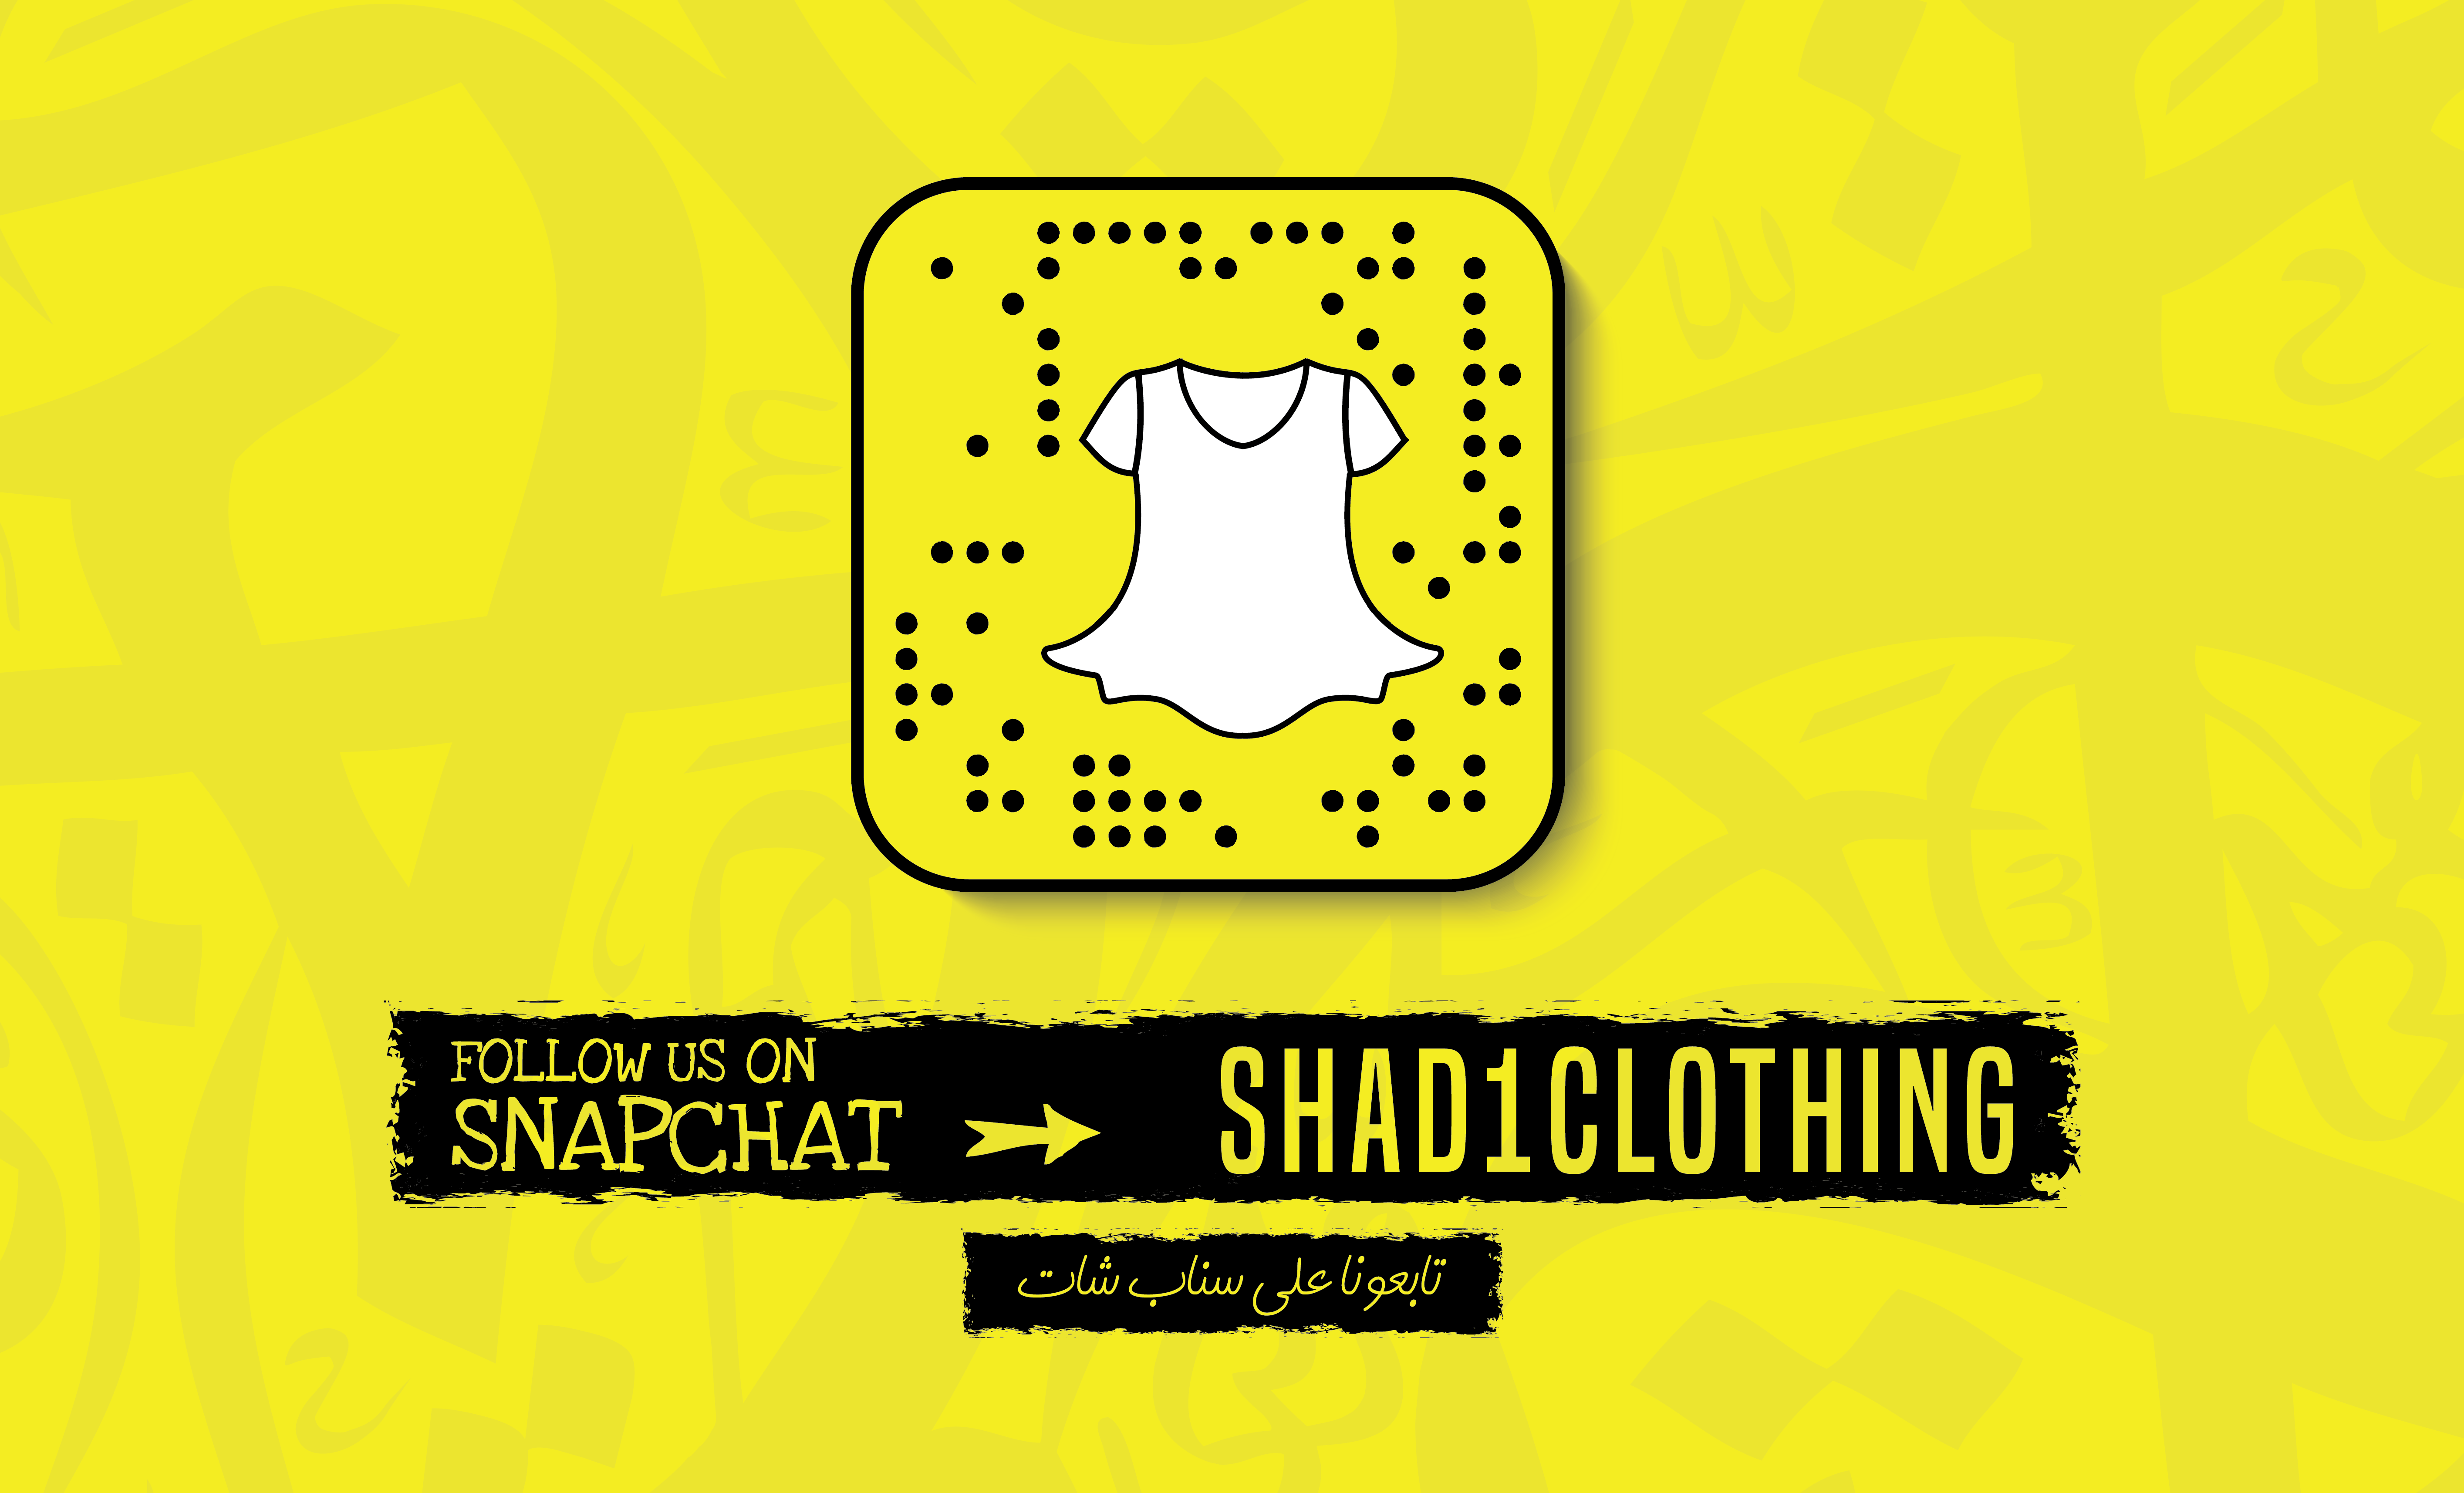 FOLLOW US ON
SNAPCHAT
SHAD1CLOTHING
تابعونا على سناب شات